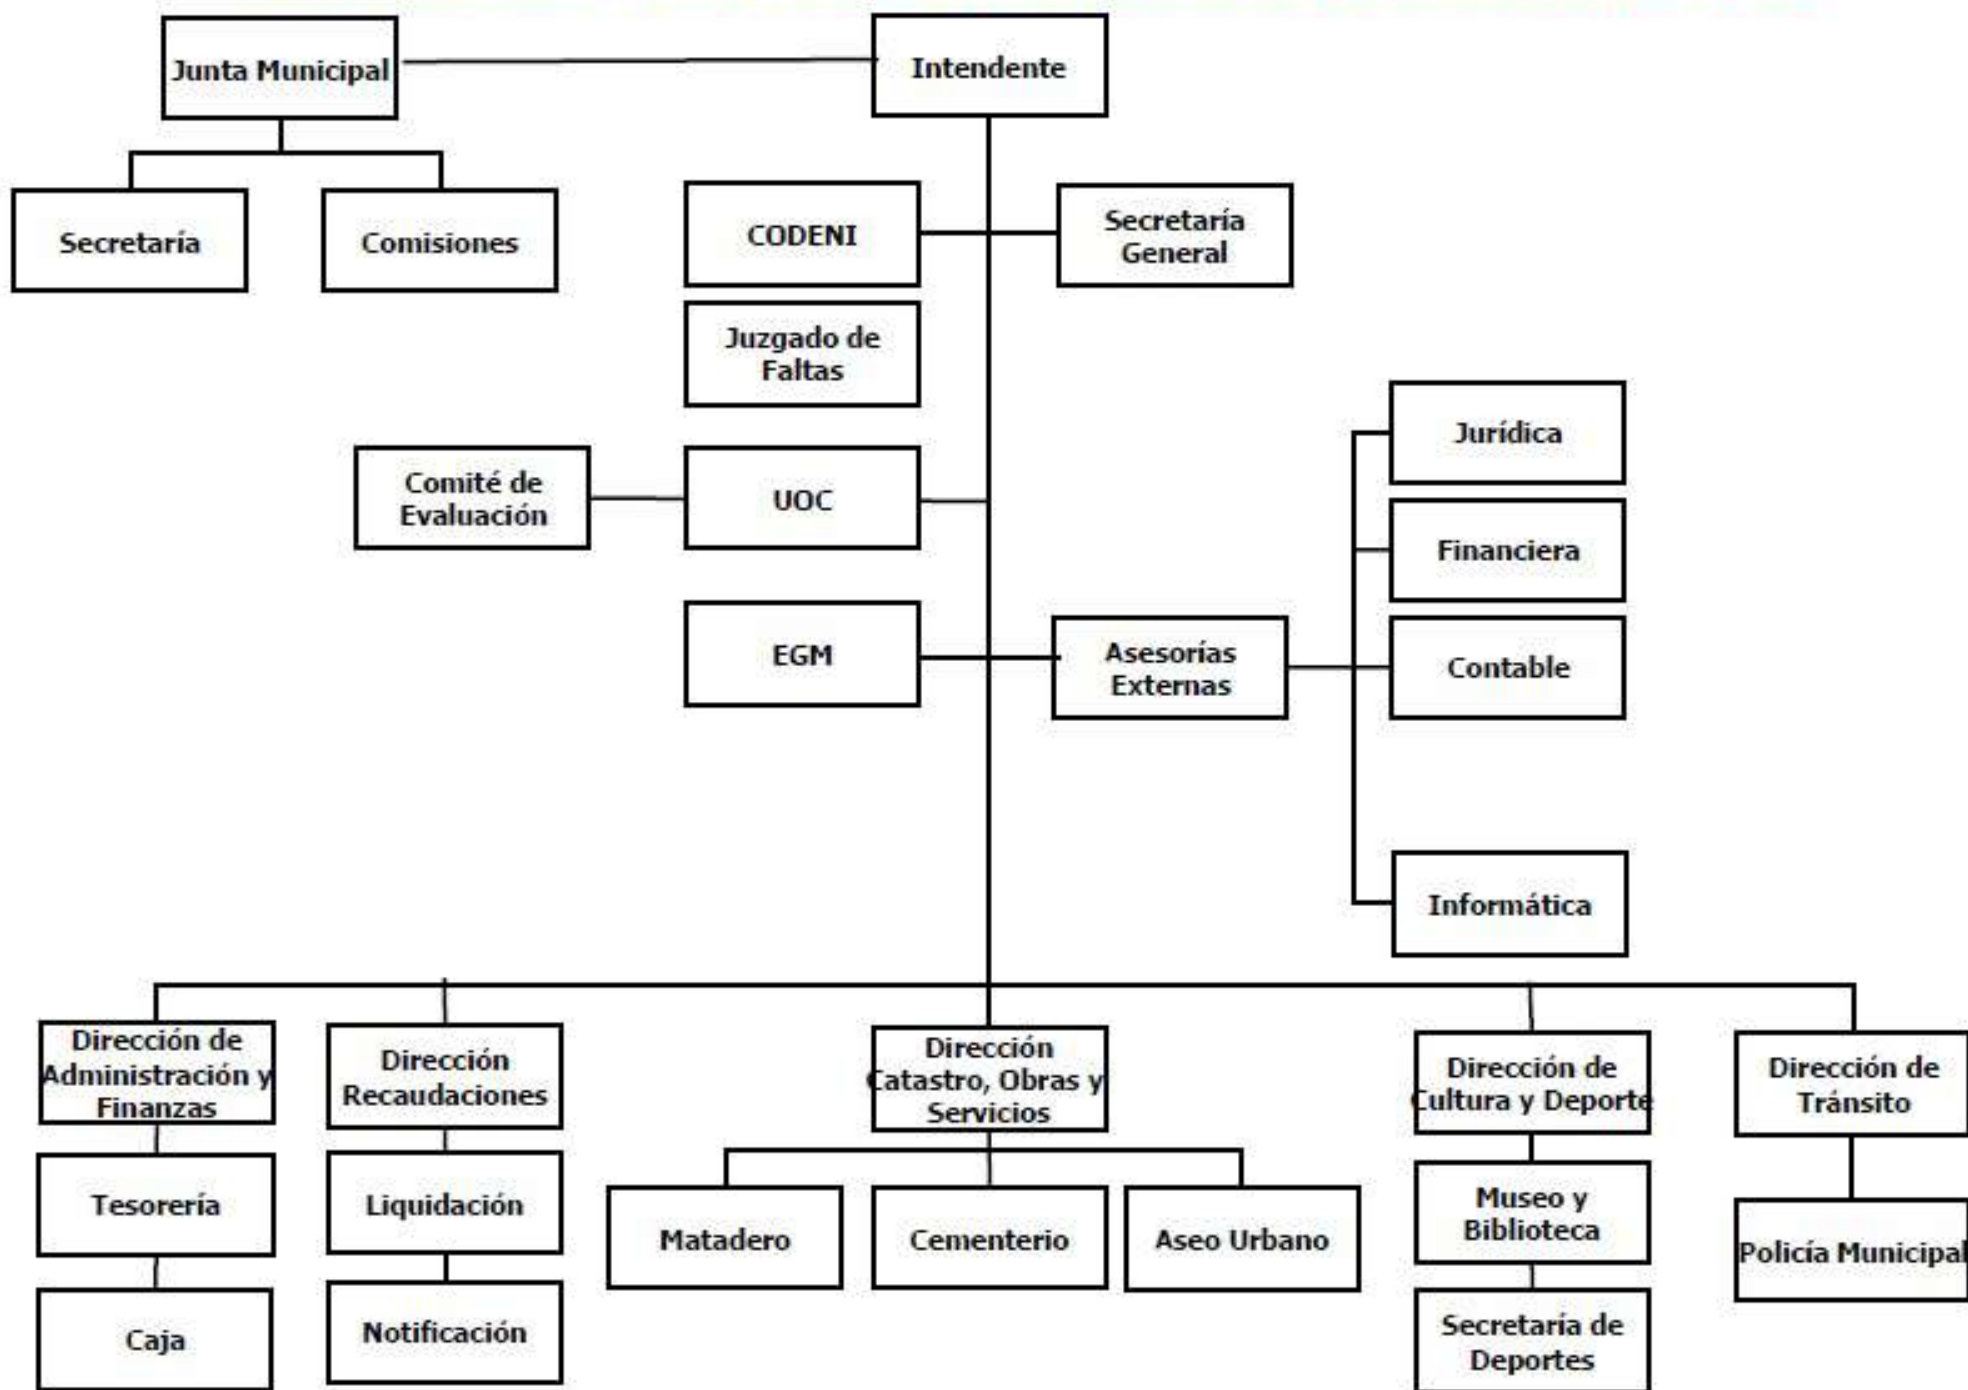 Junta Municipal
Intendente
Secretaría
Comisiones
CODENI
Secretaría
General
Juzgado de
Faltas
Jurídica
Comité de
Evaluación
UOC
Financiera
EGM
Asesorías
Externas
Contable
Informática
Dirección de
Administración y
Finanzas
Dirección
Recaudaciones
Dirección
Catastro, Obras y
Servicios
Dirección de
Cultura y Deporte
Dirección de
Tránsito
Tesorería
Liquidación
Matadero
Cementerio
Aseo Urbano
Museo y
Biblioteca
Policía Municipal
Caja
Notificación
Secretaría de
Deportes